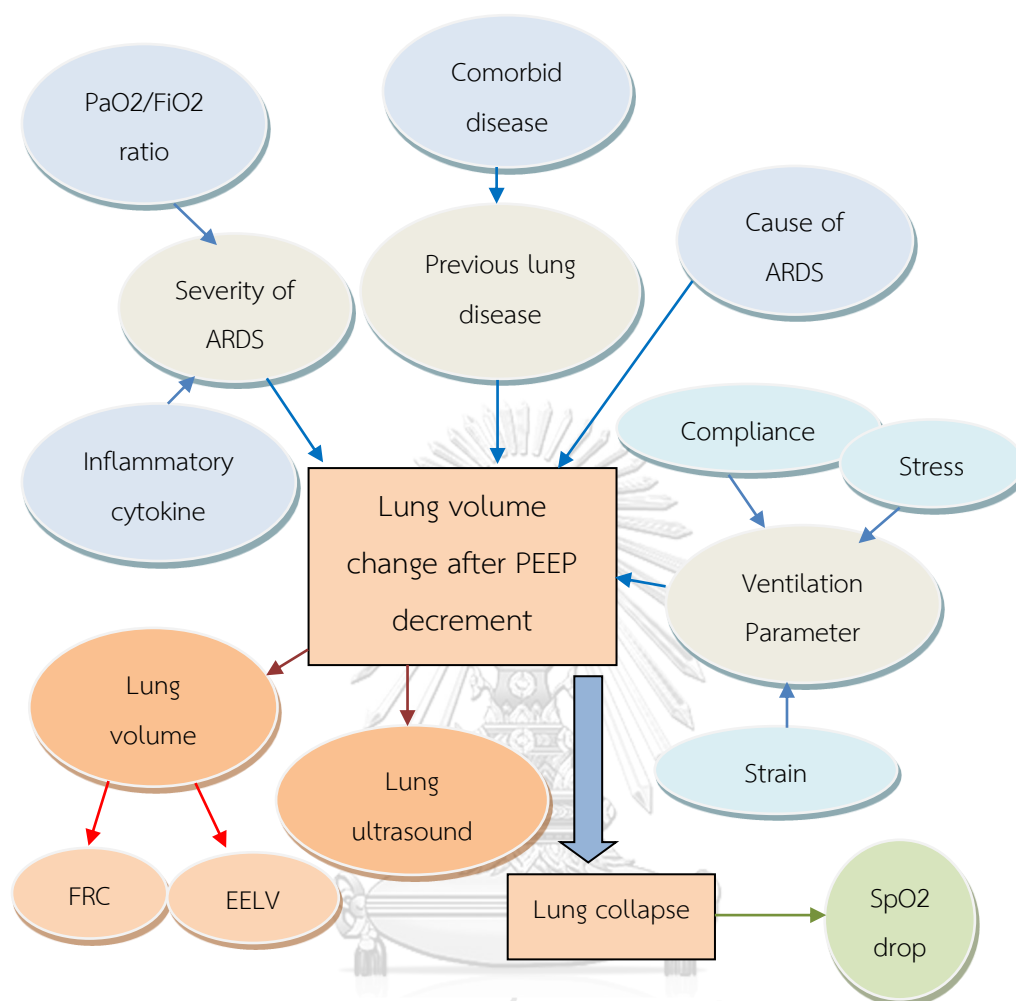 Comorbid
disease
PaO2/FiO2
ratio
Cause of
ARDS
Previous lung
disease
Severity of
ARDS
Compliance
Stress
Inflammatory
cytokine
Lung volume
change after PEEP
decrement
Ventilation
Parameter
Lung
volume
Strain
Lung
ultrasound
FRC
EELV
Lung collapse
SpO2
drop